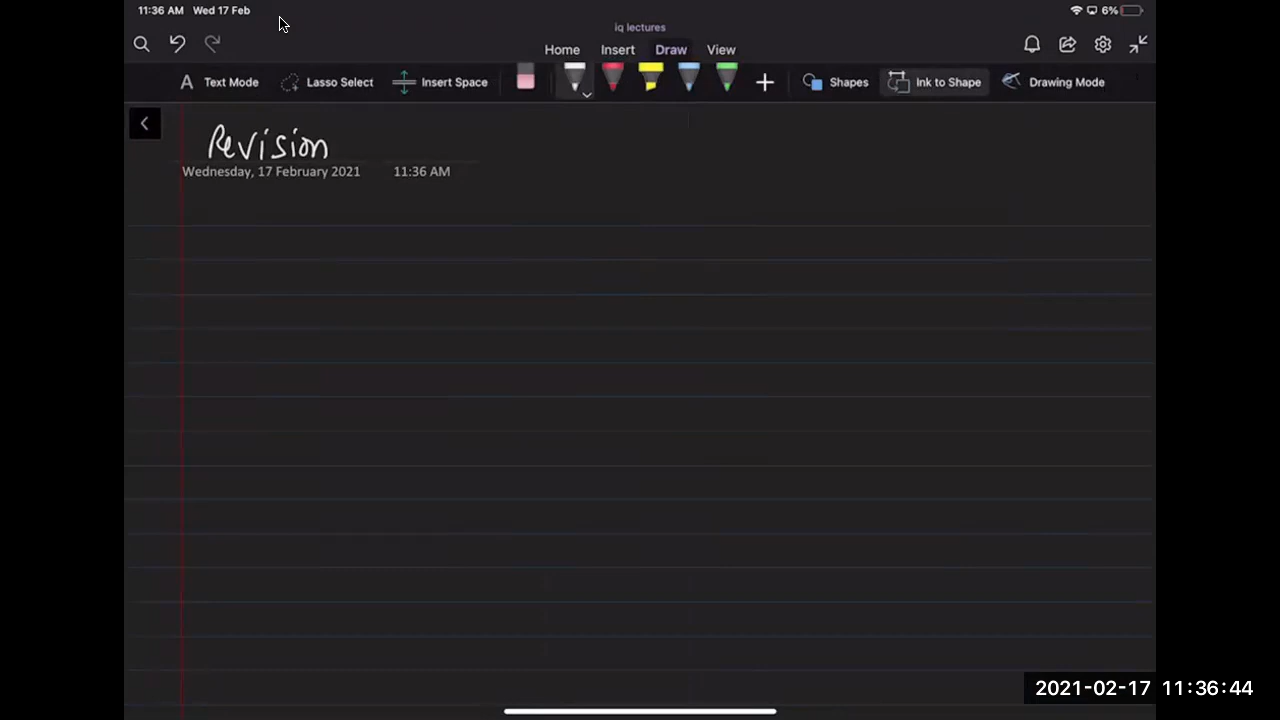 11:36 AM Wed 17 Feb
6%
iq lectures
Home Insert Draw View
A Text Mode Lasso Select Insert Space Shapes Ink to Shape Drawing Mode
Revision
Wednesday, 17 February 2021 11:36 AM
2021-02-17 11:36:44